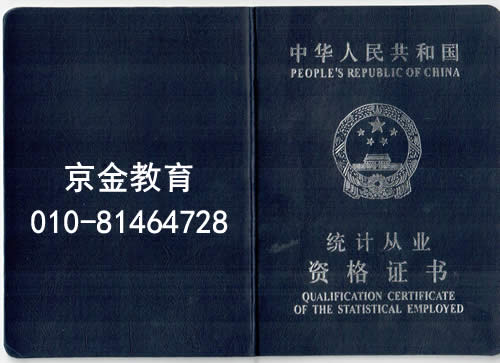 京金教育
010-81464728
中华人民共和国
PEOPLE'S REPUBLIC OF CHINA
统计从业
资格证书
QUALIFICATION CERTIFICATE
OF THE STATISTICAL EMPLOYED